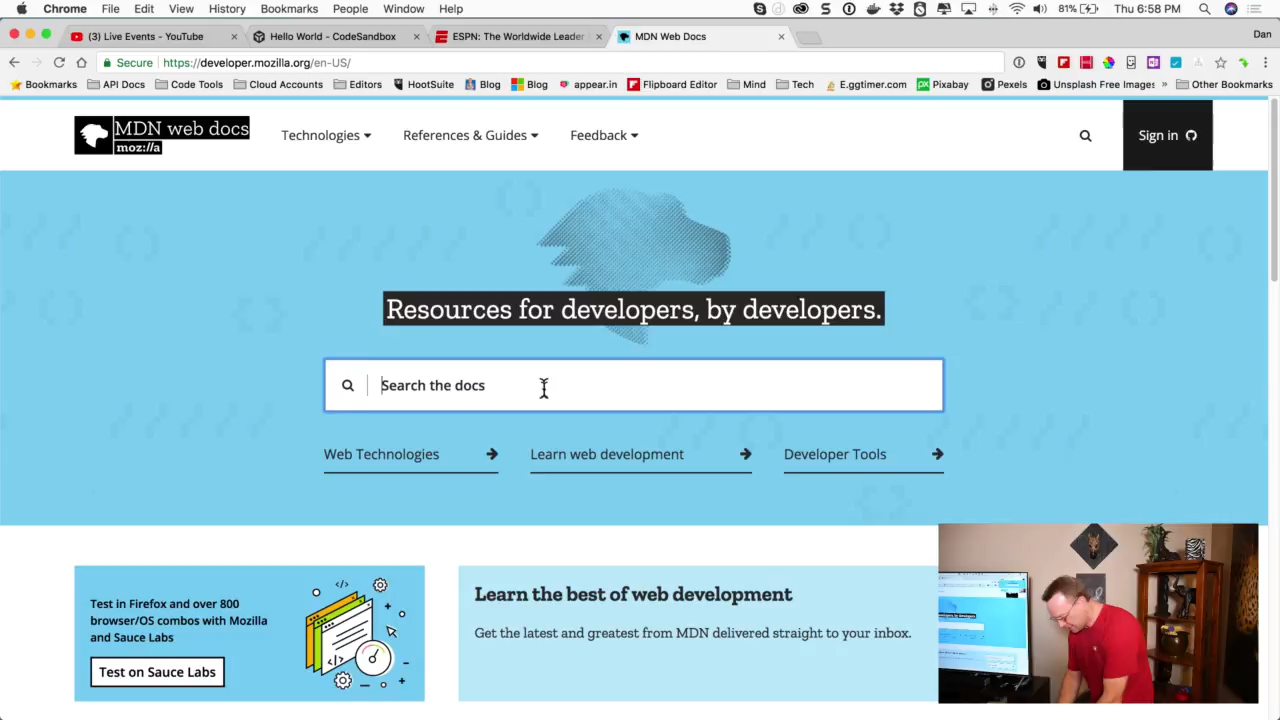 Chrome File Edit View History Bookmarks People Window Help 81% Thu 6:58 PM
(3) Live Events - YouTube Hello World - CodeSandbox ESPN: The Worldwide Leader MDN Web Docs Dan
Secure https://developer.mozilla.org/en-US/
Bookmarks API Docs Code Tools Cloud Accounts Editors HootSuite Blog Blog appear.in Flipboard Editor Mind Tech E.ggtimer.com Pixabay Pexels Unsplash Free Images » Other Bookmarks
MDN web docs
moz://a
Technologies References & Guides Feedback Sign in
Resources for developers, by developers.
Search the docs
Web Technologies Learn web development Developer Tools
Test in Firefox and over 800
browser/OS combos with Mozilla
and Sauce Labs
Test on Sauce Labs
Learn the best of web development
Get the latest and greatest from MDN delivered straight to your inbox.